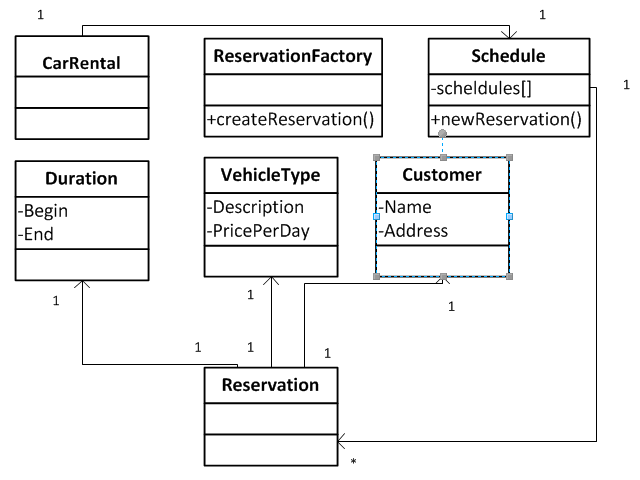 1
1
CarRental
ReservationFactory
+createReservation()
Schedule
-scheldules[]
+newReservation()
1
Duration
-Begin
-End
VehicleType
-Description
-PricePerDay
Customer
-Name
-Address
1
1
1
1
1
1
Reservation
*